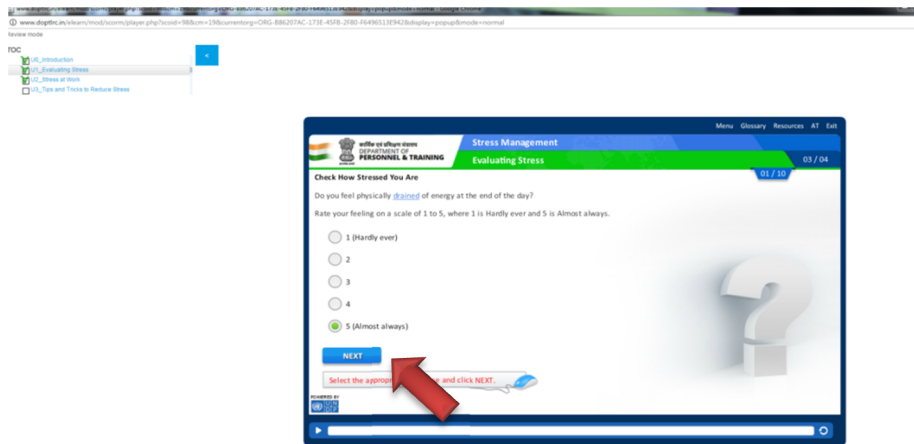 www.doptlrc.in/elearn/mod/scorm/player.php?scoid=98&cm=19&currentorg=ORG-B86207AC-173E-45FB-2F80-F6496513E942&display=popup&mode=normal
Review mode
TOC
U0_Introduction
U1_Evaluating Stress
U2_Stress at Work
U3_Tips and Tricks to Reduce Stress
<
Menu Glossary Resources AT Exit
कार्मिक एवं प्रशिक्षण विभाग
DEPARTMENT OF
PERSONNEL & TRAINING
Stress Management
Evaluating Stress
03 / 04
01 / 10
Check How Stressed You Are
Do you feel physically drained of energy at the end of the day?
Rate your feeling on a scale of 1 to 5, where 1 is Hardly ever and 5 is Almost always.
1 (Hardly ever)
2
3
4
5 (Almost always)
NEXT
Select the approp
and click NEXT.
POWERED BY